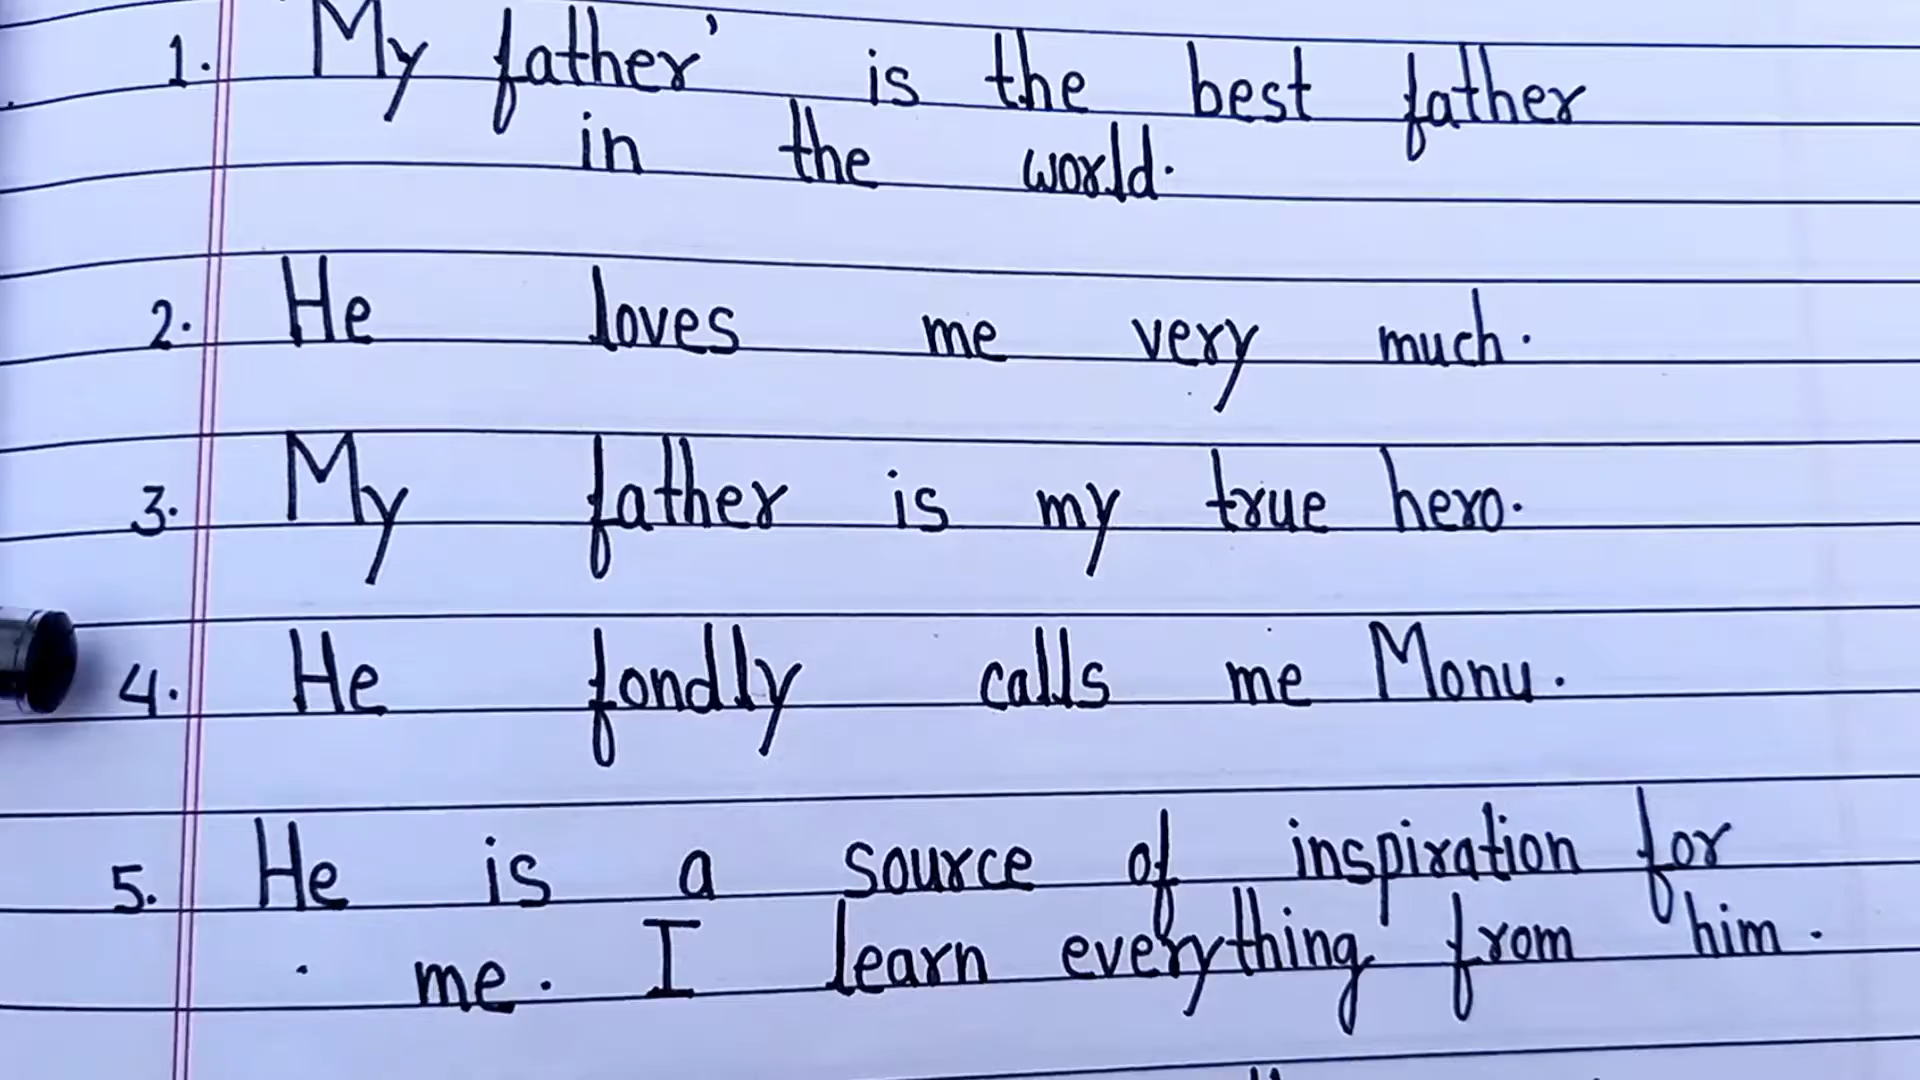 1. My father' is the best father
in the world.
2. He loves me very much.
3. My father is my true hero.
4. He fondly calls me Monu.
5. He is a source of inspiration for
me. I learn everything from him.